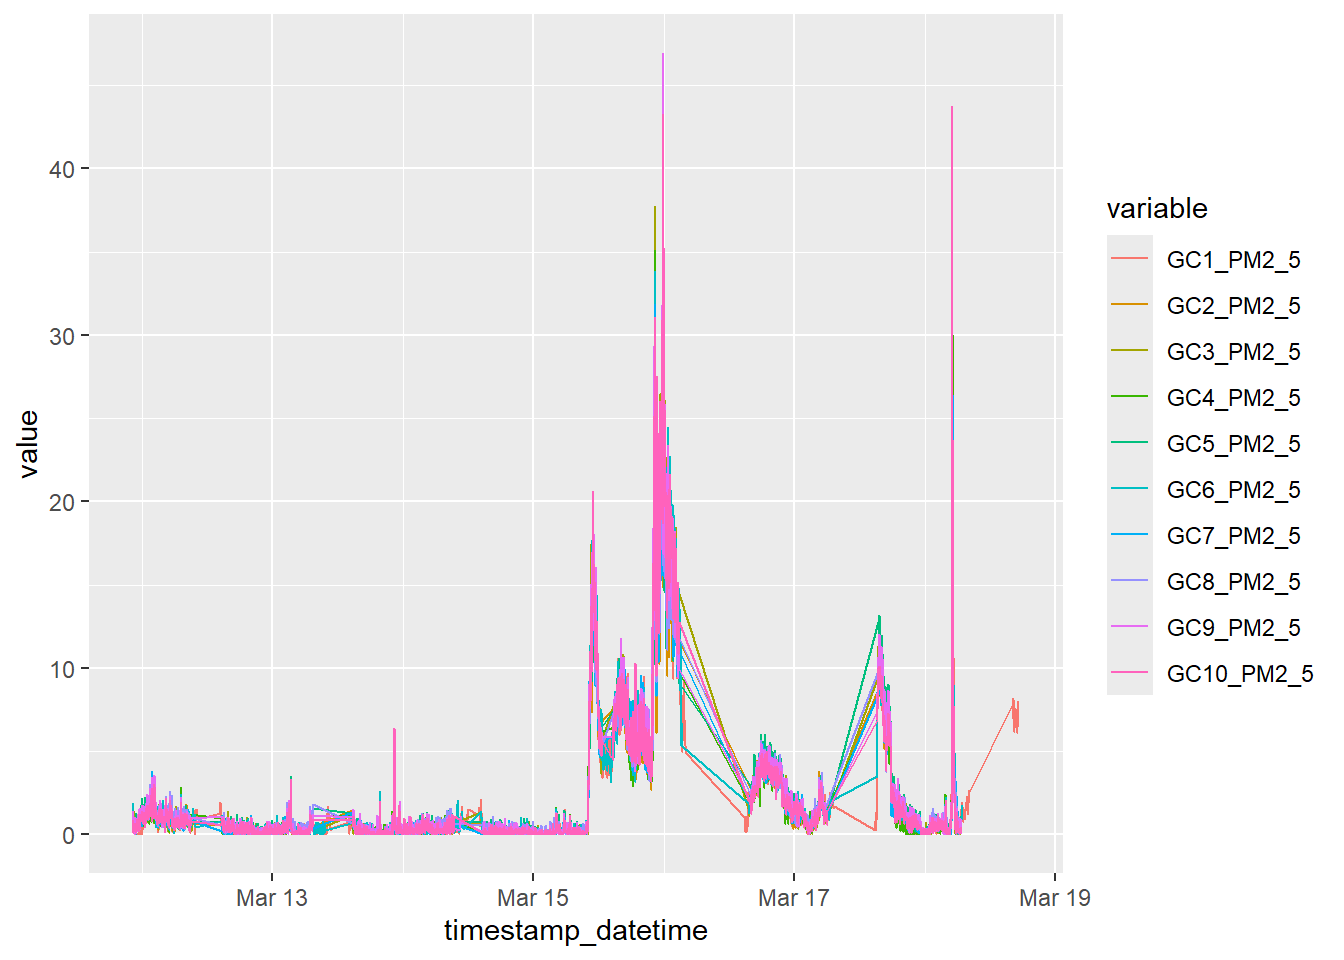 value
40
30
20
10
0
Mar 13
Mar 15
Mar 17
Mar 19
timestamp_datetime
variable
GC1_PM2_5
GC2_PM2_5
GC3_PM2_5
GC4_PM2_5
GC5_PM2_5
GC6_PM2_5
GC7_PM2_5
GC8_PM2_5
GC9_PM2_5
GC10_PM2_5